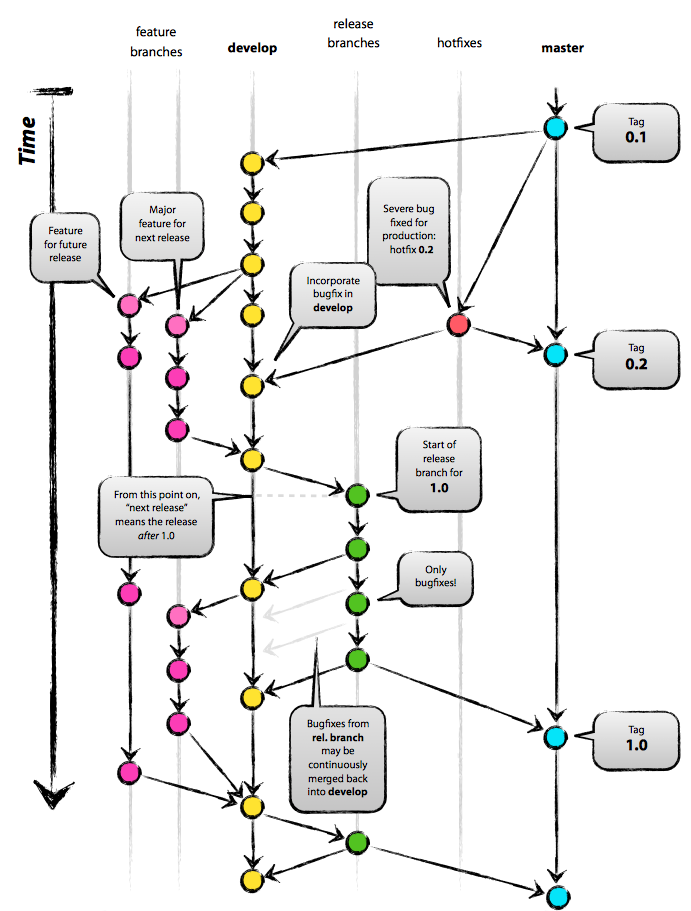 feature
branches
develop
release
branches
hotfixes
master
Time
Tag
0.1
Major
feature for
next release
Feature
for future
release
Severe bug
fixed for
production:
hotfix 0.2
Incorporate
bugfix in
develop
Tag
0.2
Start of
release
branch for
1.0
From this point on,
“next release”
means the release
after 1.0
Only
bugfixes!
Bugfixes from
rel. branch
may be
continuously
merged back
into develop
Tag
1.0